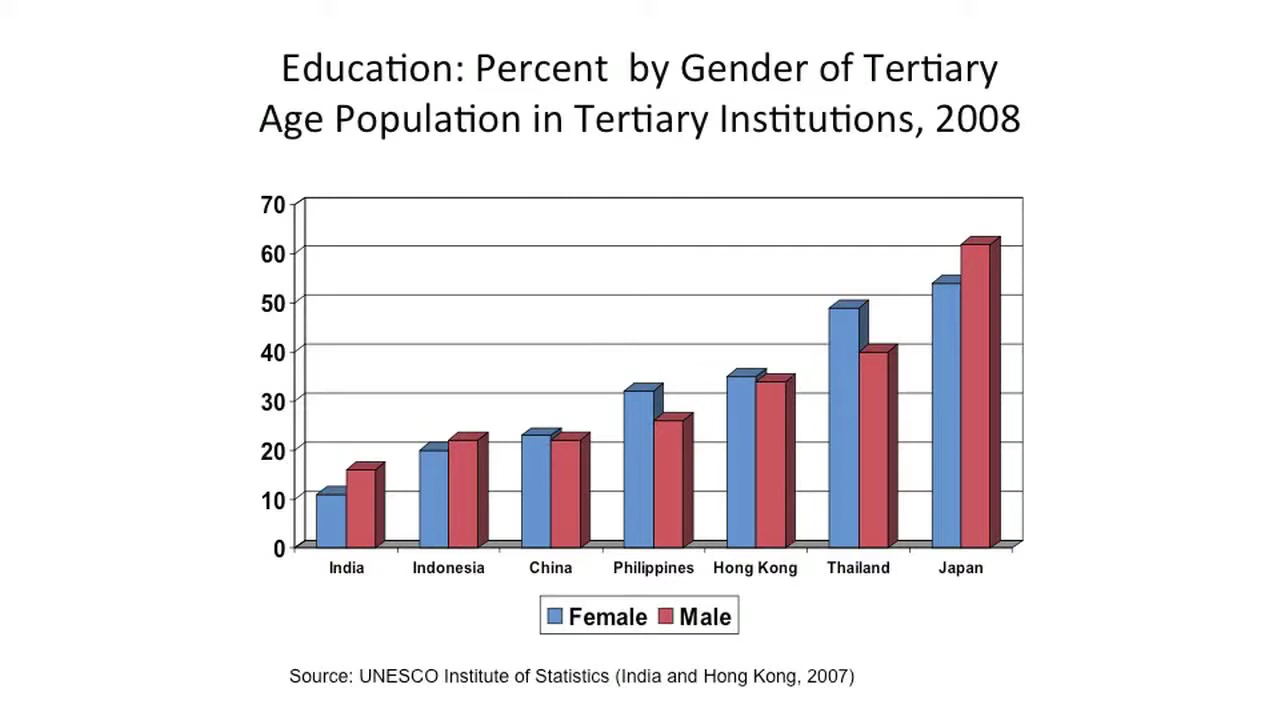 Education: Percent  by Gender of Tertiary
Age Population in Tertiary Institutions, 2008
70
60
50
40
30
20
10
0
India Indonesia China Philippines Hong Kong Thailand Japan
Female Male
Source: UNESCO Institute of Statistics (India and Hong Kong, 2007)